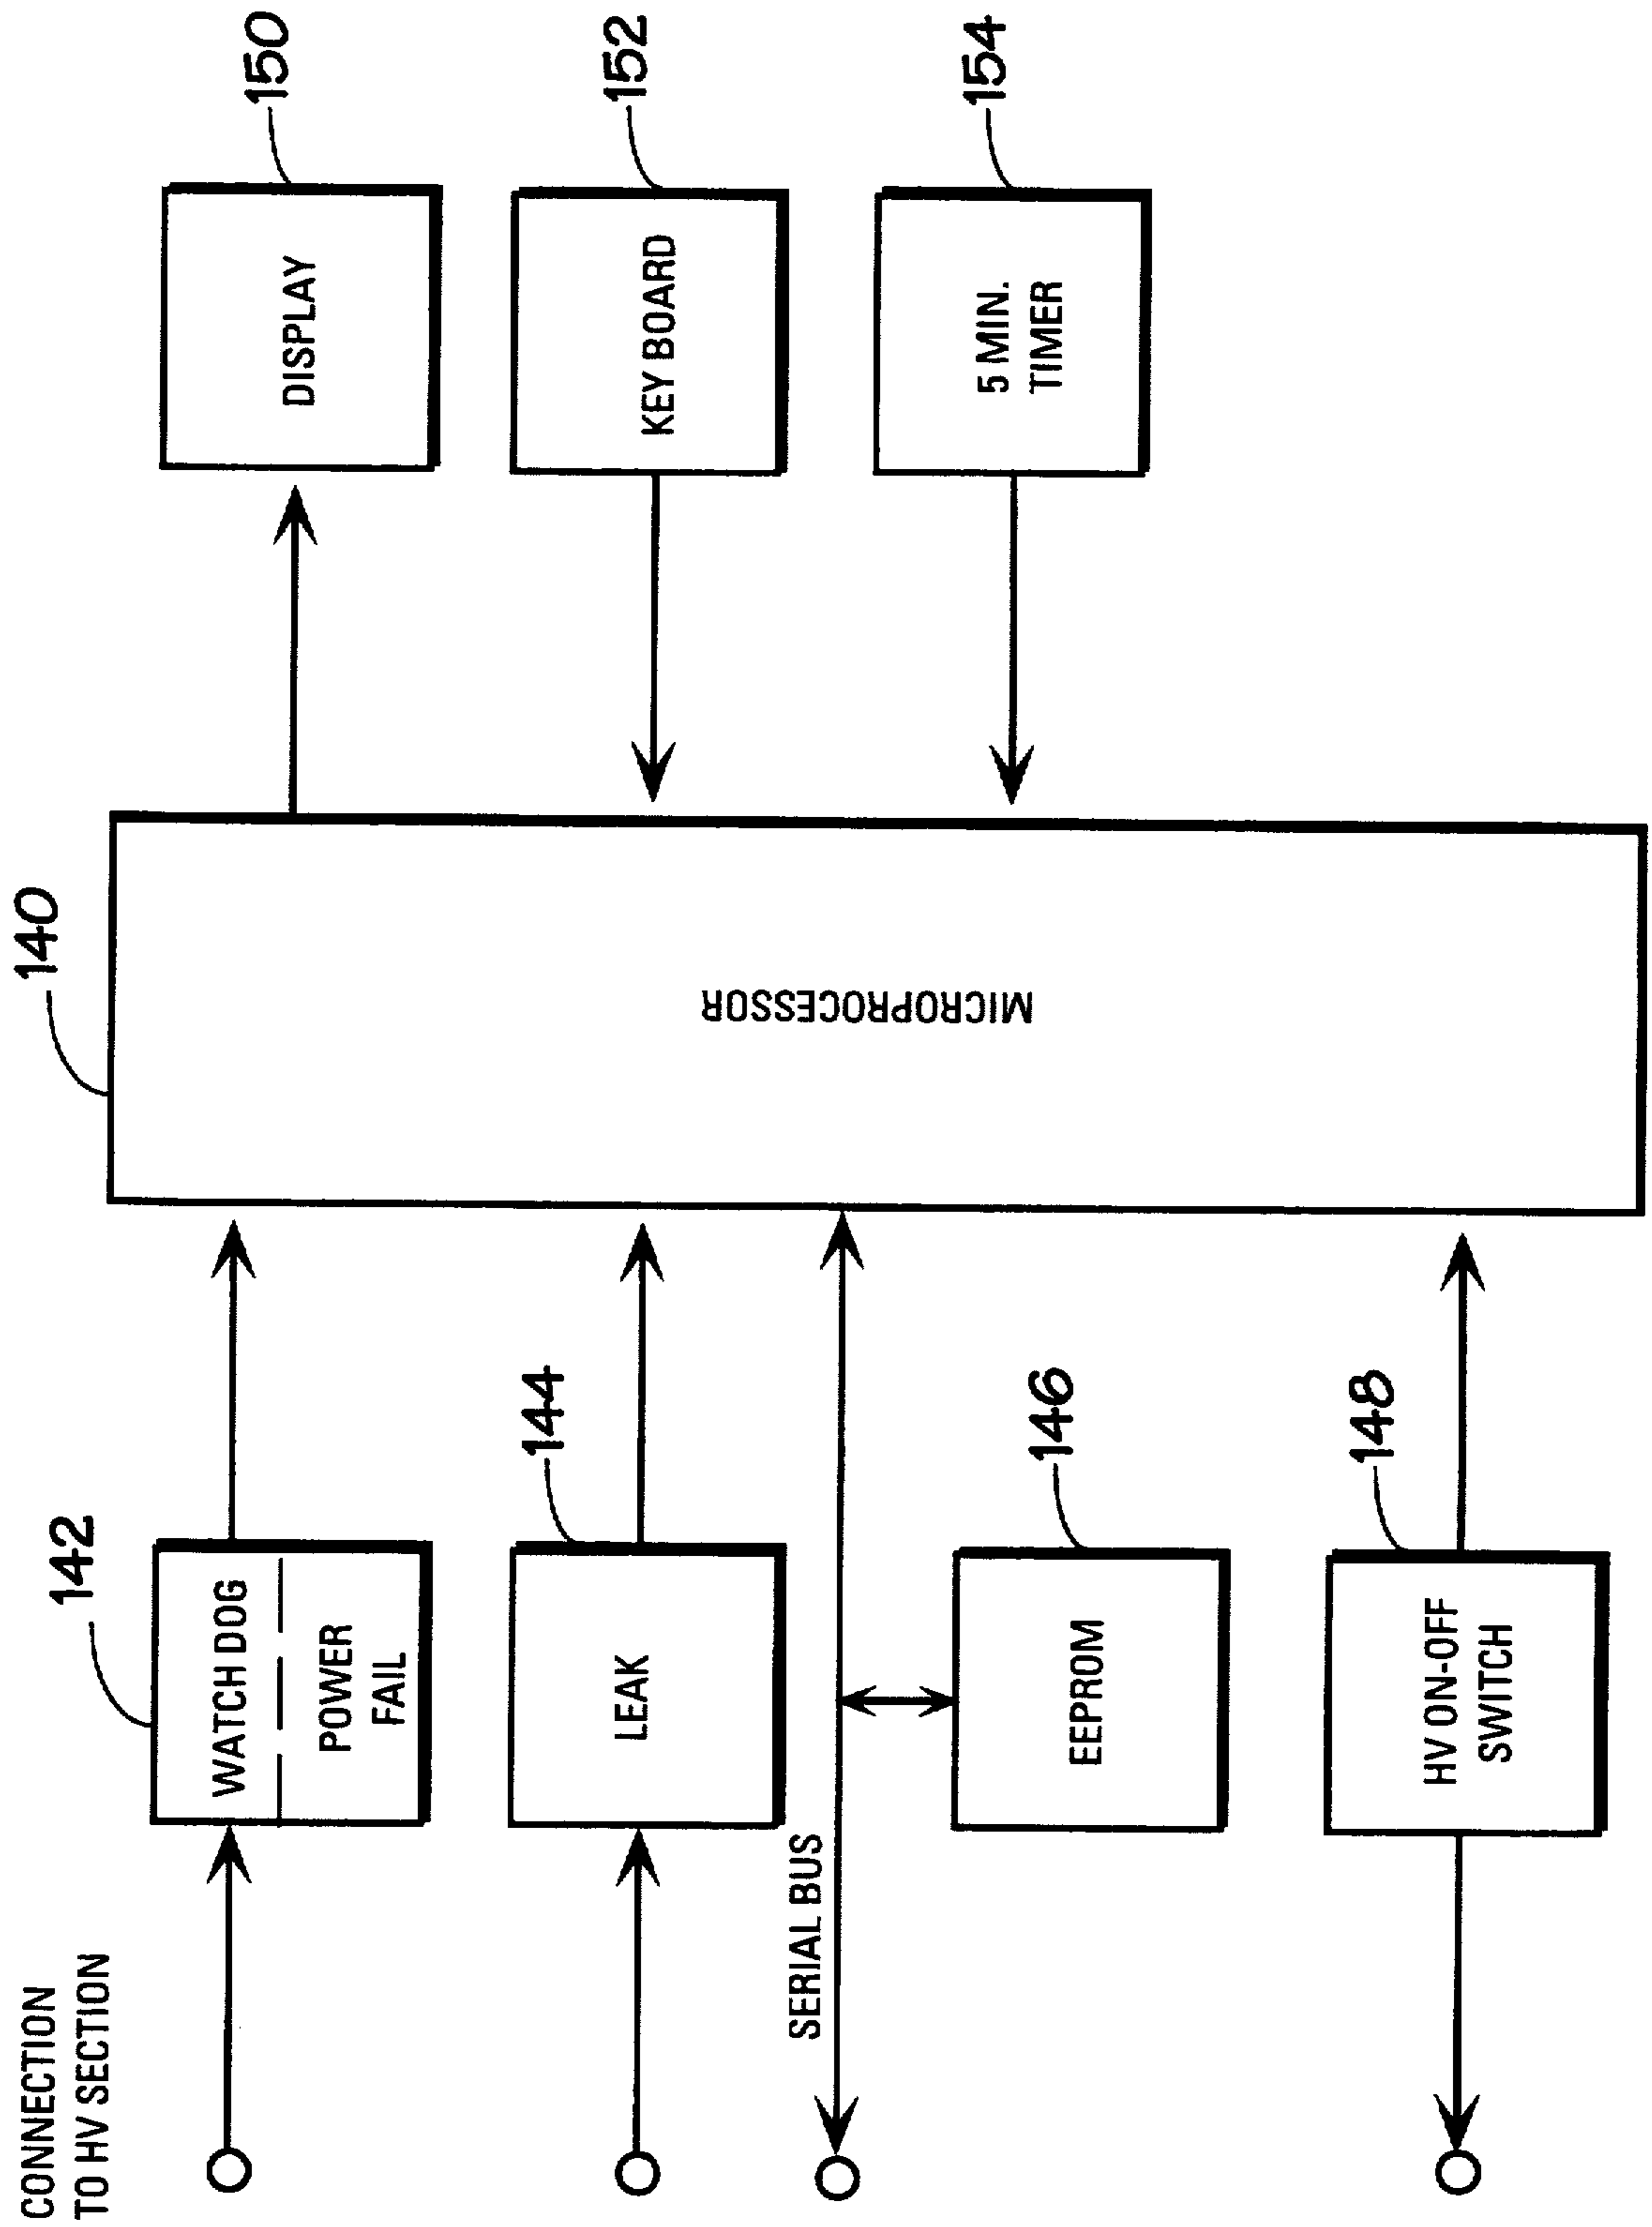 CONNECTION
TO HV SECTION
142
WATCH DOG
POWER
FAIL
144
LEAK
SERIAL BUS
146
EEPROM
148
HV ON-OFF
SWITCH
140
MICROPROCESSOR
150
DISPLAY
152
KEY BOARD
154
5 MIN.
TIMER